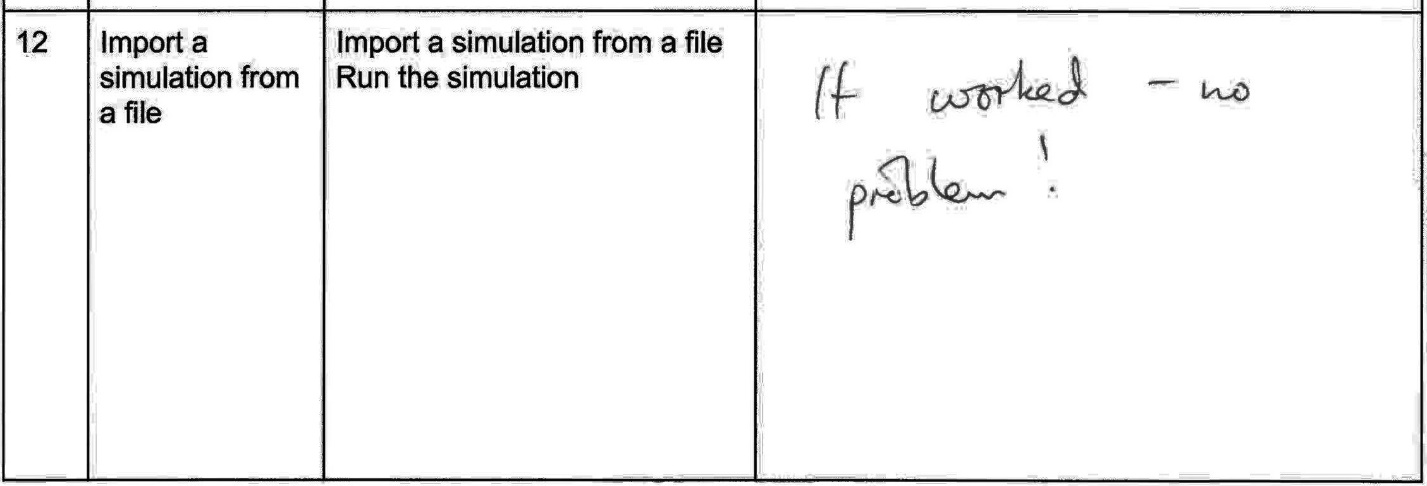 12
Import a
simulation from
a file
Import a simulation from a file
Run the simulation
It worked - no
problem!